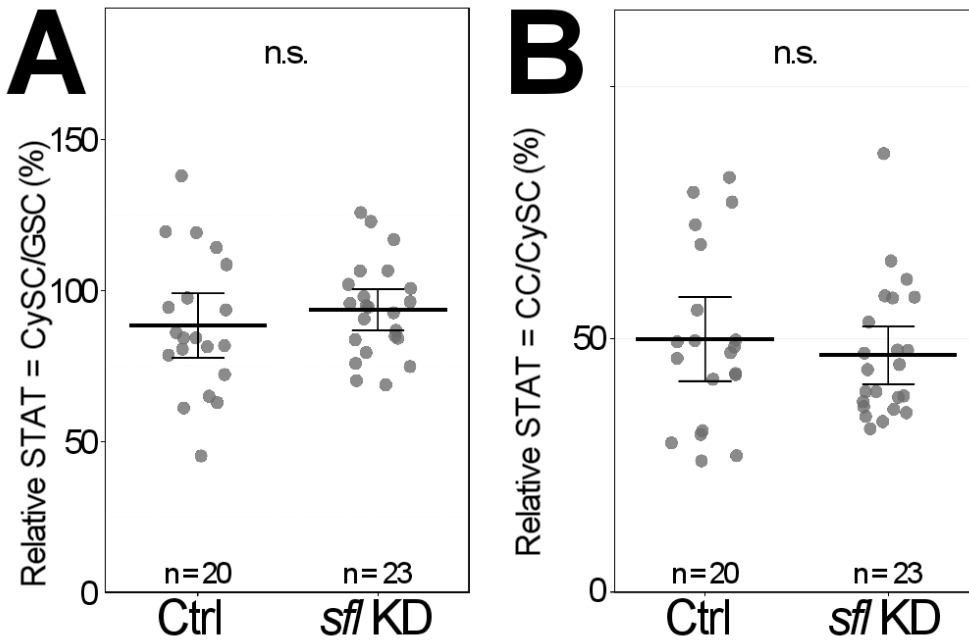 A
n.s.
Relative STAT = CySC/GSC (%)
150
100
50
0
n=20
n=23
Ctrl
sfl KD
B
n.s.
Relative STAT = CC/CySC (%)
50
0
n=20
n=23
Ctrl
sfl KD